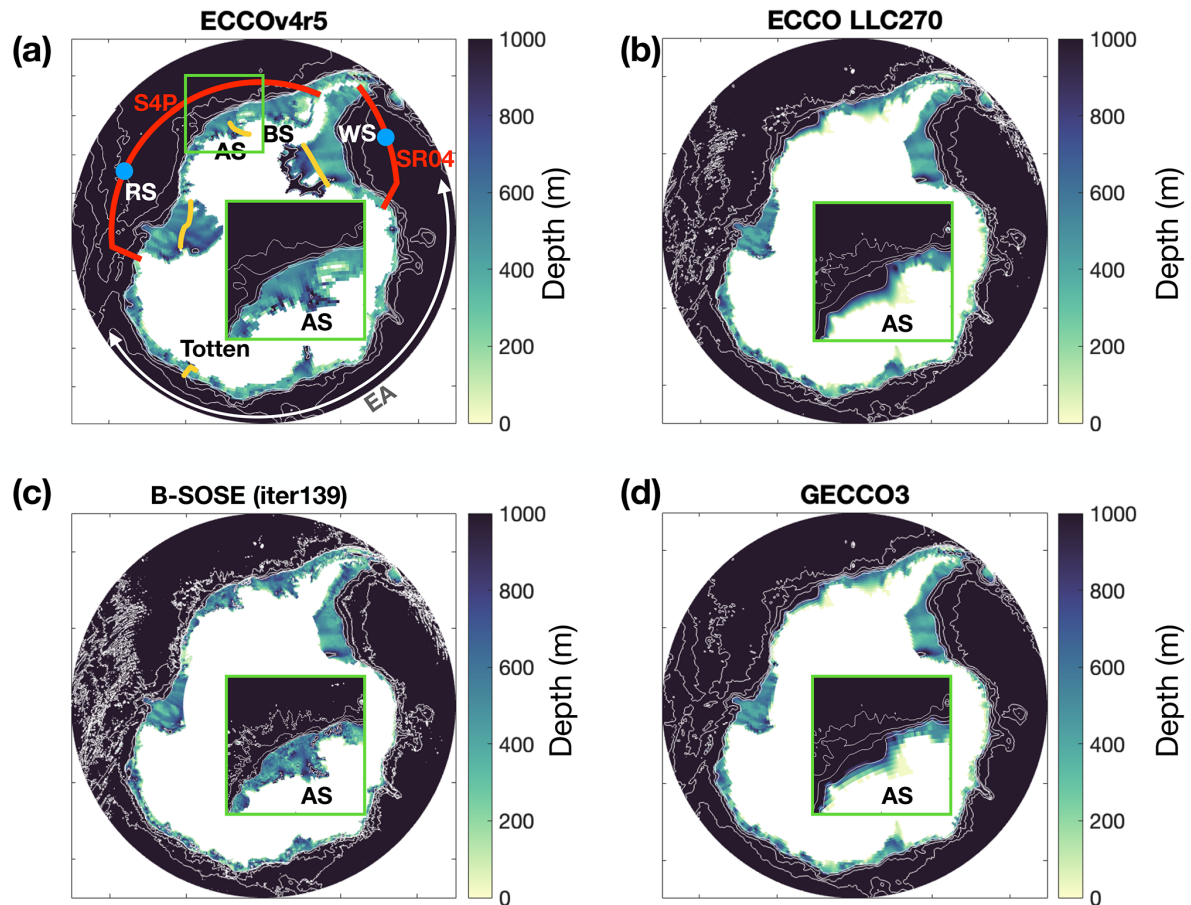 ECCOv4r5
ECCO LLC270
(a)
(b)
S4P
BS
WS
AS
SR04
RS
AS
Totten
EA
1000
800
600
400
200
0
Depth (m)
AS
1000
800
600
400
200
0
Depth (m)
B-SOSE (iter139)
GECCO3
(c)
(d)
AS
1000
800
600
400
200
0
Depth (m)
AS
1000
800
600
400
200
0
Depth (m)